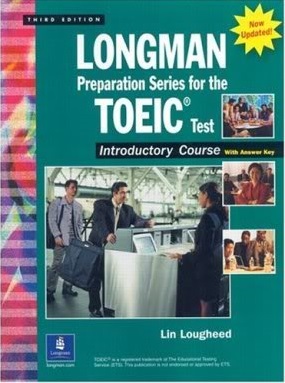 THIRD EDITION
Now
Updated!
LONGMAN
Preparation Series for the
TOEIC® Test
Introductory Course With Answer Key
Lin Lougheed
Longman
longman.com
TOEIC® is a registered trademark of the Educational Testing
Service (ETS). This publication is not endorsed or approved by ETS.